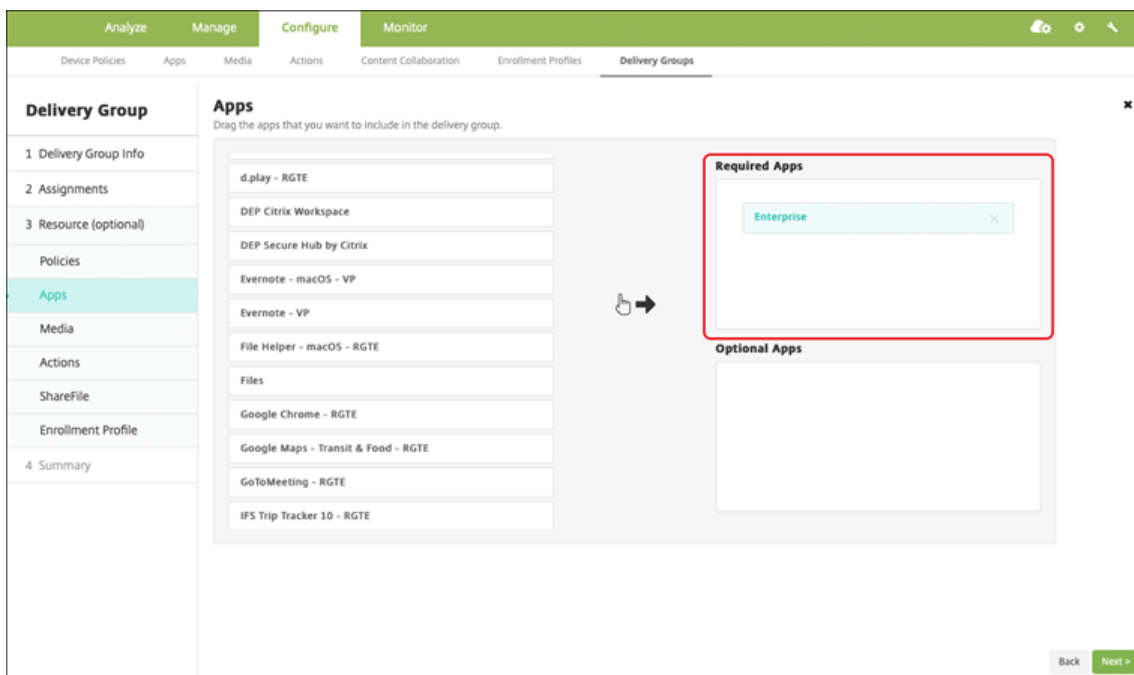 Analyze Manage Configure Monitor
Device Policies Apps Media Actions Content Collaboration Enrollment Profiles Delivery Groups
Delivery Group
1 Delivery Group Info
2 Assignments
3 Resource (optional)
Policies
Apps
Media
Actions
ShareFile
Enrollment Profile
4 Summary
Apps
Drag the apps that you want to include in the delivery group.
d.play - RGTE
DEP Citrix Workspace
DEP Secure Hub by Citrix
Evernote - macOS - VP
Evernote - VP
File Helper - macOS - RGTE
Files
Google Chrome - RGTE
Google Maps - Transit & Food - RGTE
GoToMeeting - RGTE
IFS Trip Tracker 10 - RGTE
Required Apps
Enterprise
Optional Apps
Back Next >